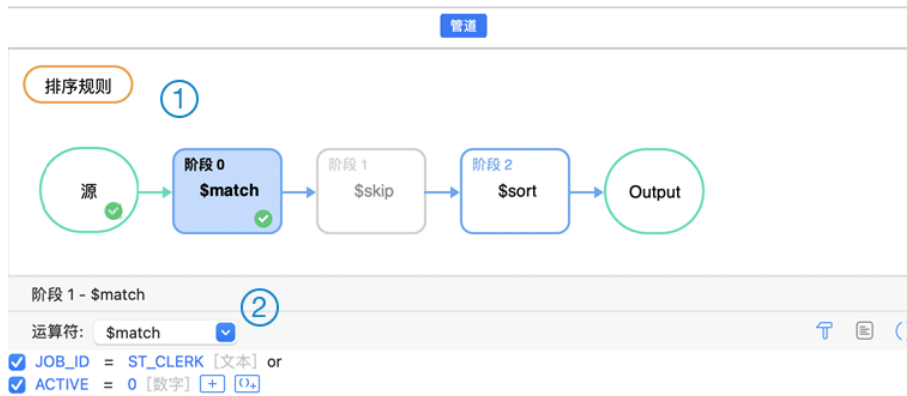 管道
排序规则
①
源
阶段 0
$match
阶段 1
$skip
阶段 2
$sort
Output
阶段 1 - $match
②
运算符: $match
JOB_ID = ST_CLERK [文本] or
ACTIVE = 0 [数字]